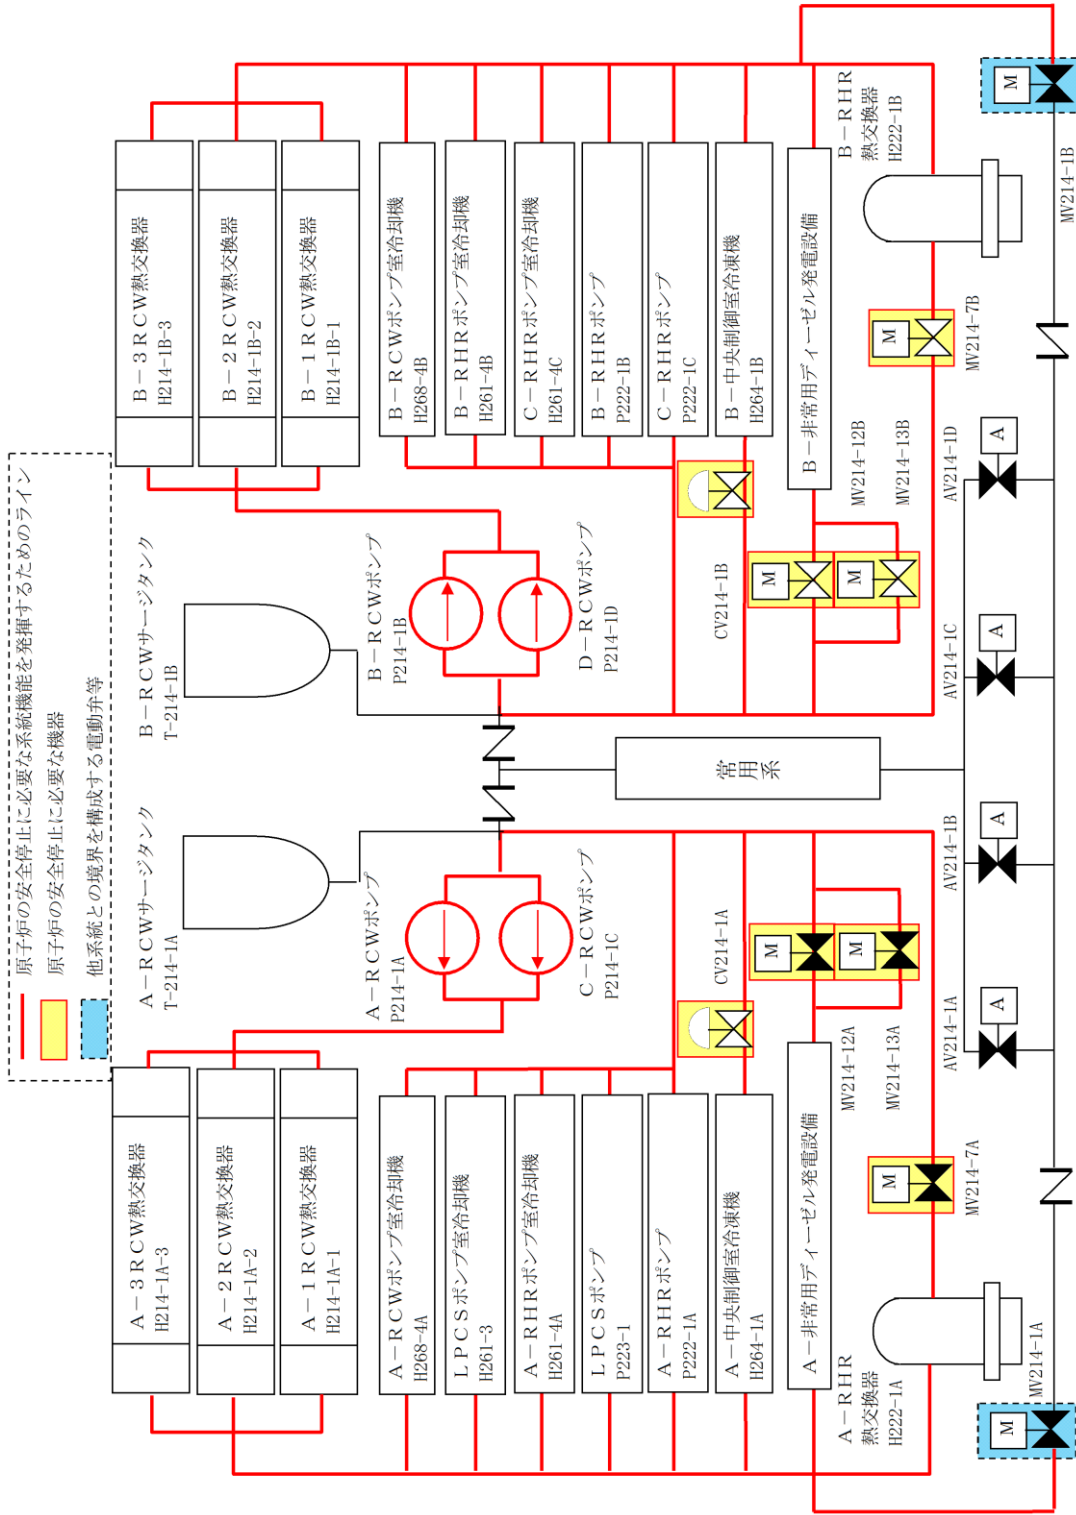 原子炉の安全停止に必要な系統機能を発揮するためのライン
原子炉の安全停止に必要な機器
他系統との境界を構成する電動弁等
A－RCWサージタンク
T-214-1A
B－RCWサージタンク
T-214-1B
A－3RCW熱交換器
H214-1A-3
A－2RCW熱交換器
H214-1A-2
A－1RCW熱交換器
H214-1A-1
B－3RCW熱交換器
H214-1B-3
B－2RCW熱交換器
H214-1B-2
B－1RCW熱交換器
H214-1B-1
A－RCWポンプ
P214-1A
C－RCWポンプ
P214-1C
B－RCWポンプ
P214-1B
D－RCWポンプ
P214-1D
A－RCWポンプ室冷却機
H268-4A
LPCSポンプ室冷却機
H261-3
A－RHRポンプ室冷却機
H261-4A
LPCSポンプ
P223-1
A－RHRポンプ
P222-1A
A－中央制御室冷凍機
H264-1A
A－非常用ディーゼル発電設備
B－RCWポンプ室冷却機
H268-4B
B－RHRポンプ室冷却機
H261-4B
C－RHRポンプ室冷却機
H261-4C
B－RHRポンプ
P222-1B
C－RHRポンプ
P222-1C
B－中央制御室冷凍機
H264-1B
B－非常用ディーゼル発電設備
CV214-1A
CV214-1B
常用系
M
M
M
M
MV214-12A
MV214-13A
MV214-12B
MV214-13B
A－RHR
熱交換器
H222-1A
M
MV214-7A
M
MV214-7B
B－RHR
熱交換器
H222-1B
AV214-1A
A
AV214-1B
A
AV214-1C
A
AV214-1D
A
M
MV214-1A
M
MV214-1B